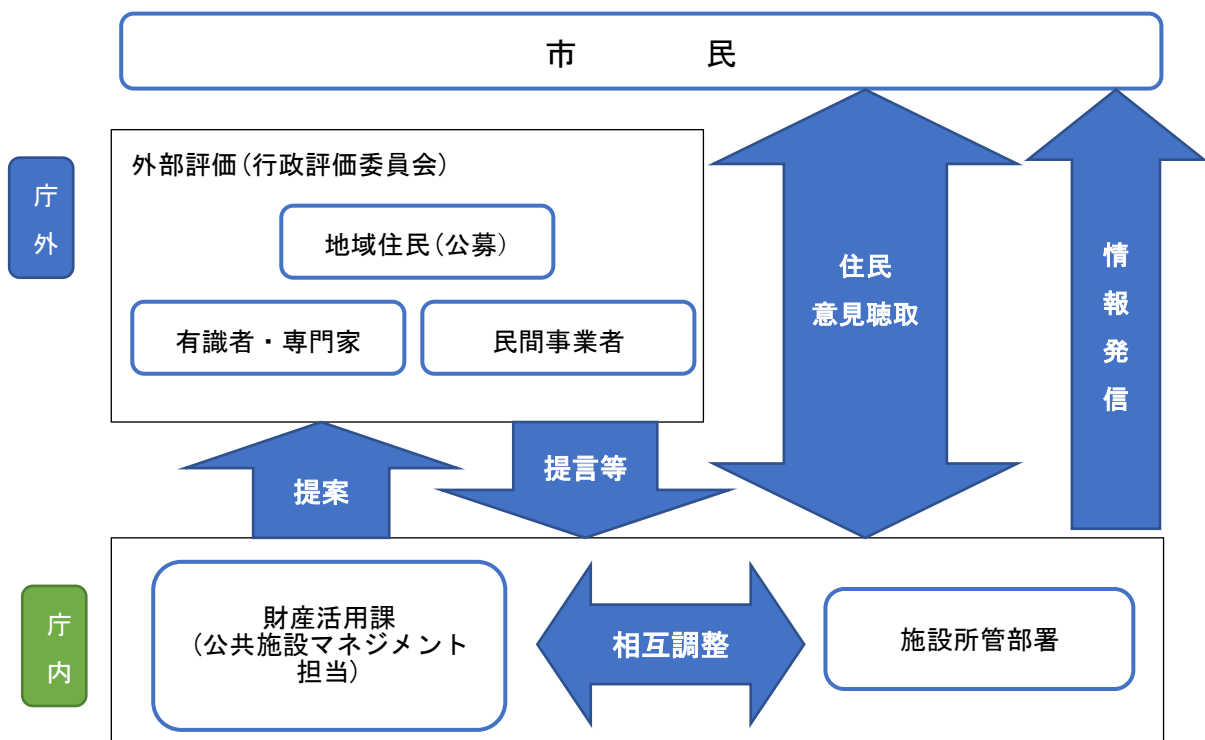 市　　　　民
庁
外
外部評価（行政評価委員会）
地域住民（公募）
有識者・専門家
民間事業者
住民
意見聴取
情
報
発
信
提案
提言等
庁
内
財産活用課
（公共施設マネジメント
担当）
相互調整
施設所管部署